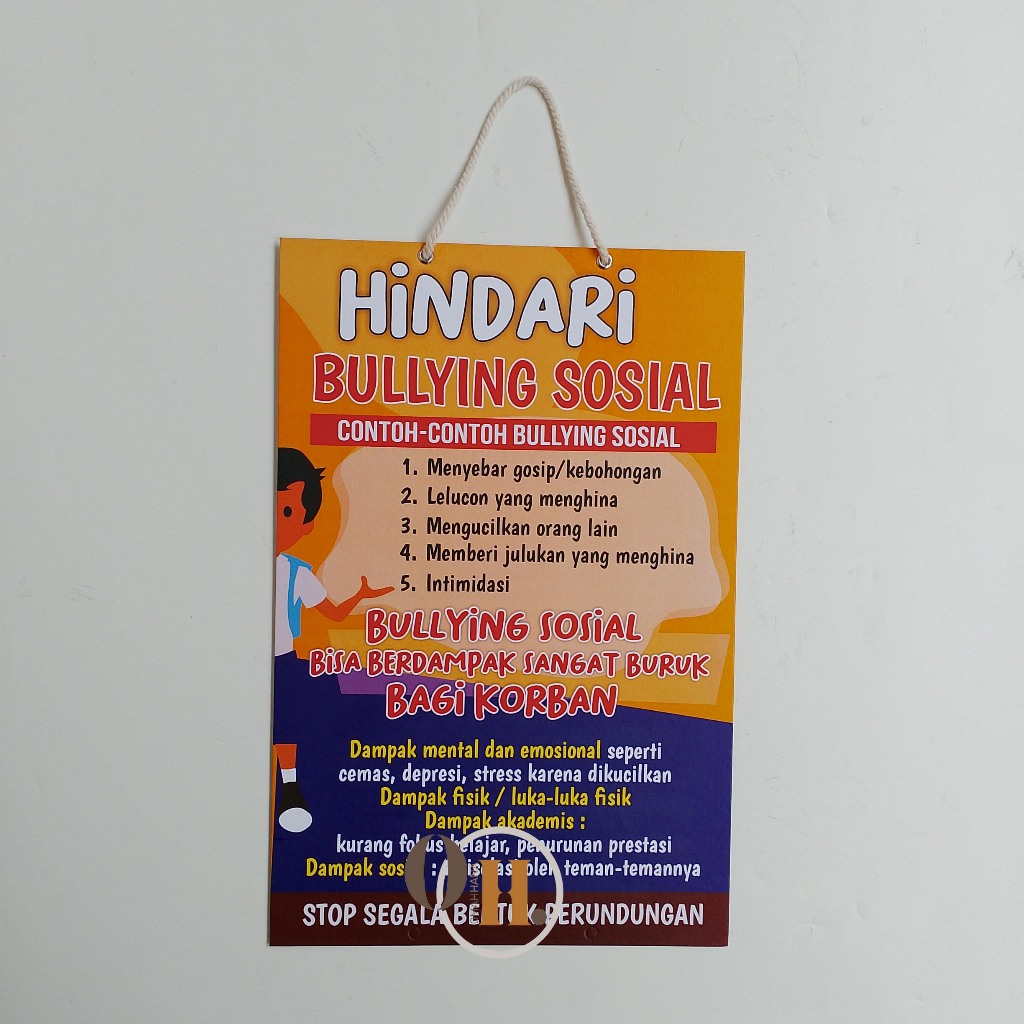 HiNDARi
BULLYING SOSIAL
CONTOH-CONTOH BULLYING SOSIAL
1. Menyebar gosip/kebohongan
2. Lelucon yang menghina
3. Mengucilkan orang lain
4. Memberi julukan yang menghina
5. Intimidasi
BULLYiNG SOSiAL
BiSA BERDAMPAK SANGAT BURUK
BAGi KORBAN
Dampak mental dan emosional seperti
cemas, depresi, stress karena dikucilkan
Dampak fisik / luka-luka fisik
Dampak akademis :
kurang fokus belajar, penurunan prestasi
Dampak : oleh teman-temannya
STOP SEGALA BENTUK PERUNDUNGAN
OH.